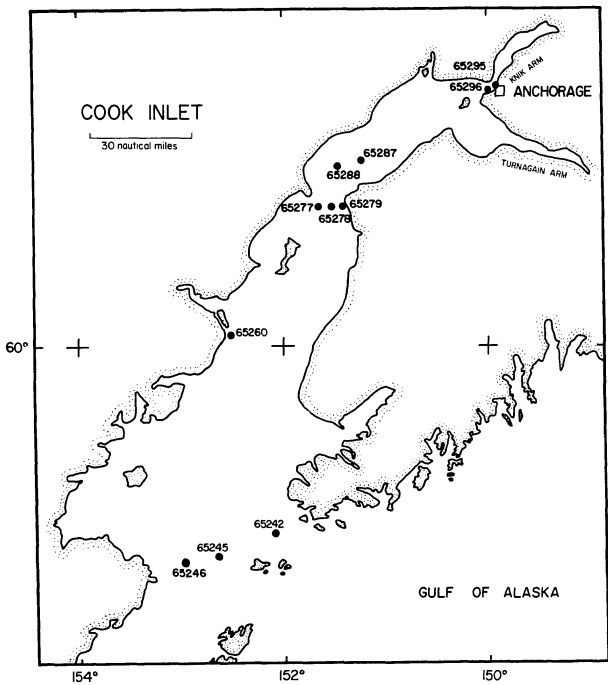 65295
KNIK ARM
65296
ANCHORAGE
COOK INLET
30 nautical miles
65287
65288
TURNAGAIN ARM
65277
65279
65278
65260
60°
65242
65245
65246
GULF OF ALASKA
154°
152°
150°